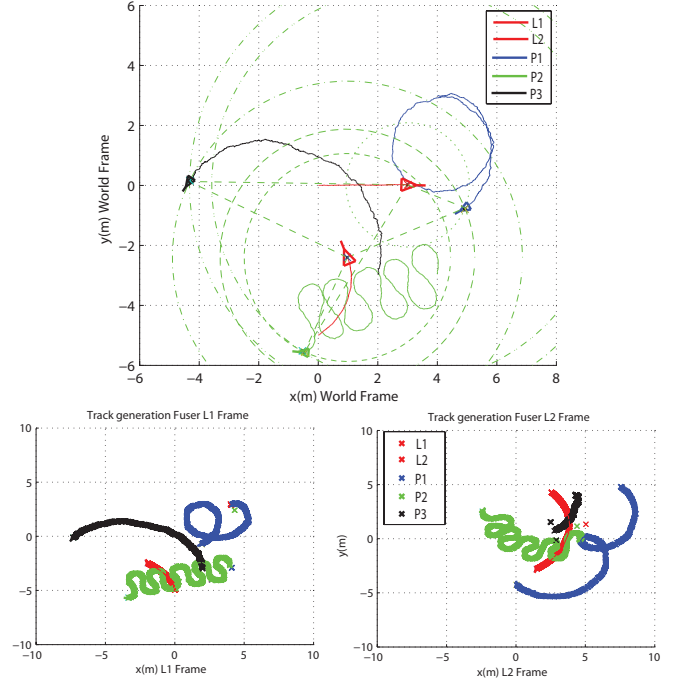 6
4
2
0
−2
−4
−6
y(m) World Frame
L1
L2
P1
P2
P3
−6 −4 −2 0 2 4 6 8
x(m) World Frame
Track generation Fuser L1 Frame
10
5
0
−5
−10
−10 −5 0 5 10
x(m) L1 Frame
Track generation Fuser L2 Frame
10
5
0
−5
−10
y(m)
L1
L2
P1
P2
P3
−10 −5 0 5 10
x(m) L2 Frame